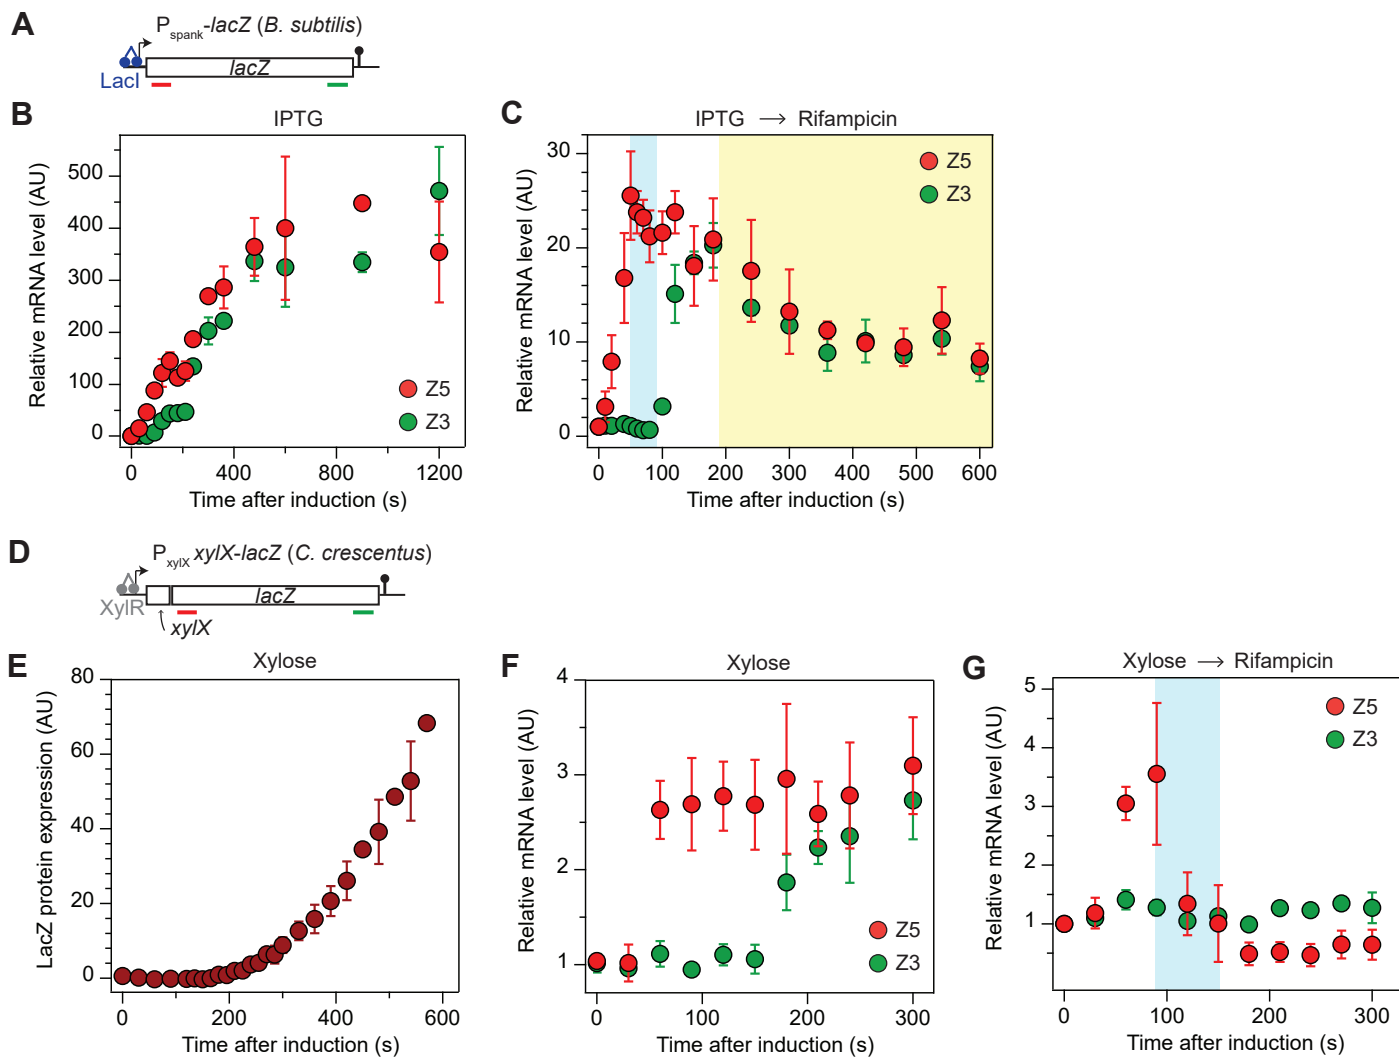 A
Pspank-lacZ (B. subtilis)
lacZ
LacI
B
IPTG
Relative mRNA level (AU)
500
400
300
200
100
0
Z5
Z3
0 400 800 1200
Time after induction (s)
C
IPTG → Rifampicin
Relative mRNA level (AU)
30
20
10
0
Z5
Z3
0 100 200 300 400 500 600
Time after induction (s)
D
PxylX xylX-lacZ (C. crescentus)
lacZ
XylR
xylX
E
Xylose
LacZ protein expression (AU)
80
60
40
20
0
0 200 400 600
Time after induction (s)
F
Xylose
Relative mRNA level (AU)
4
3
2
1
Z5
Z3
0 100 200 300
Time after induction (s)
G
Xylose → Rifampicin
Relative mRNA level (AU)
5
4
3
2
1
Z5
Z3
0 100 200 300
Time after induction (s)